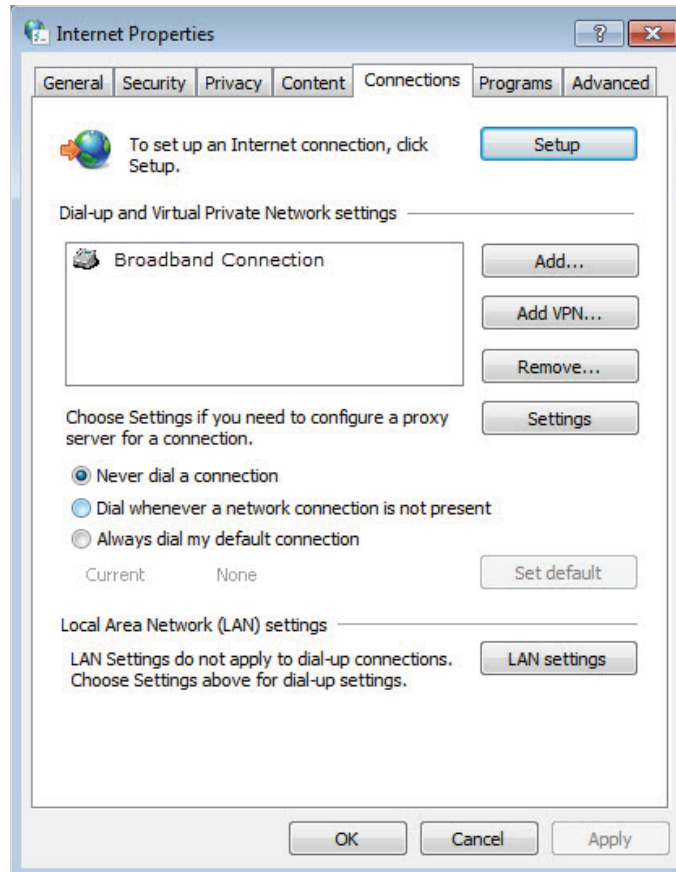 Internet Properties
General Security Privacy Content Connections Programs Advanced
To set up an Internet connection, click
Setup.
Setup
Dial-up and Virtual Private Network settings
Broadband Connection
Add...
Add VPN...
Remove...
Choose Settings if you need to configure a proxy
server for a connection.
Settings
Never dial a connection
Dial whenever a network connection is not present
Always dial my default connection
Current None
Set default
Local Area Network (LAN) settings
LAN Settings do not apply to dial-up connections.
Choose Settings above for dial-up settings.
LAN settings
OK Cancel Apply